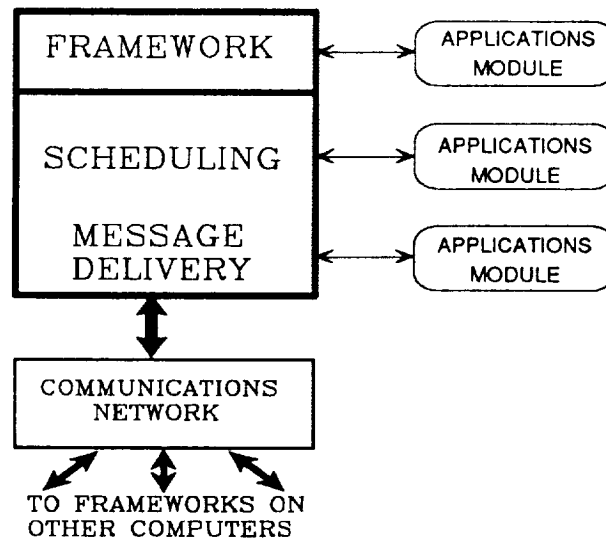 FRAMEWORK
APPLICATIONS
MODULE
SCHEDULING
APPLICATIONS
MODULE
MESSAGE
DELIVERY
APPLICATIONS
MODULE
COMMUNICATIONS
NETWORK
TO FRAMEWORKS ON
OTHER COMPUTERS